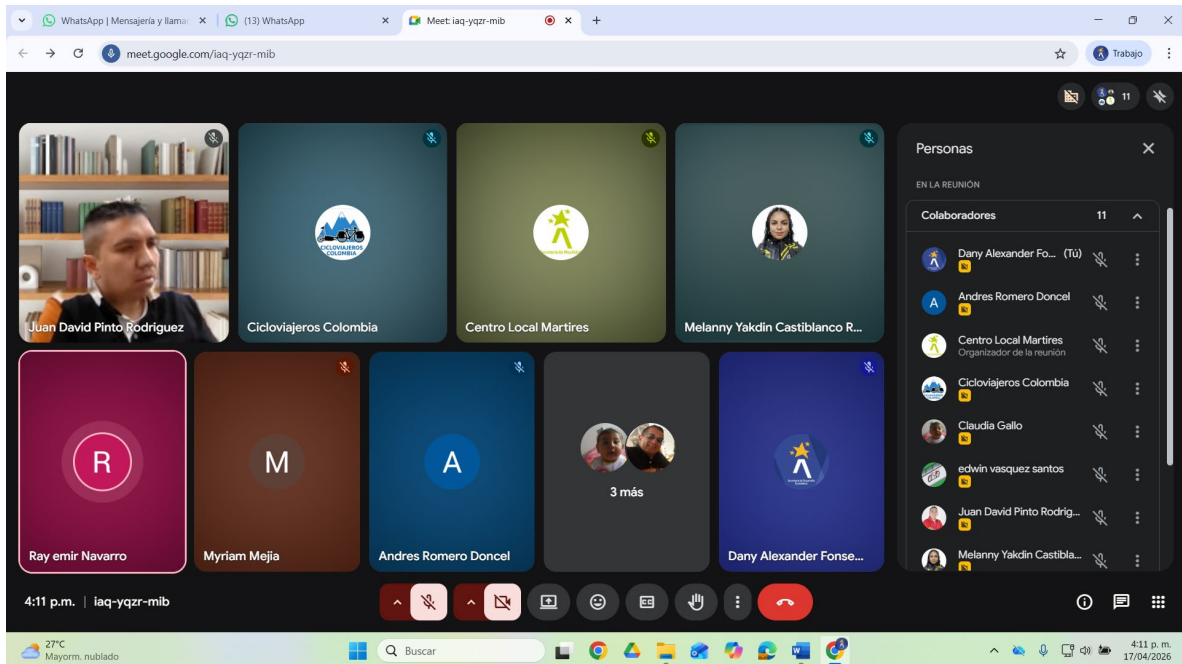 WhatsApp | Mensajería y llama
(13) WhatsApp
Meet: iaq-yqzr-mib
meet.google.com/iaq-yqzr-mib
Trabajo
11
Juan David Pinto Rodriguez
CICLOVIAJEROS
COLOMBIA
Cicloviajeros Colombia
Centro Local Martires
Melanny Yakdin Castiblanco R...
R
Ray emir Navarro
M
Myriam Mejia
A
Andres Romero Doncel
3 más
Dany Alexander Fonse...
Personas
EN LA REUNIÓN
Colaboradores 11
Dany Alexander Fo... (Tú)
A
Andres Romero Doncel
Centro Local Martires
Organizador de la reunión
Cicloviajeros Colombia
Claudia Gallo
edwin vasquez santos
Juan David Pinto Rodrig...
Melanny Yakdin Castibla...
4:11 p.m. | iaq-yqzr-mib
27°C
Mayorm. nublado
Buscar
4:11 p. m.
17/04/2026